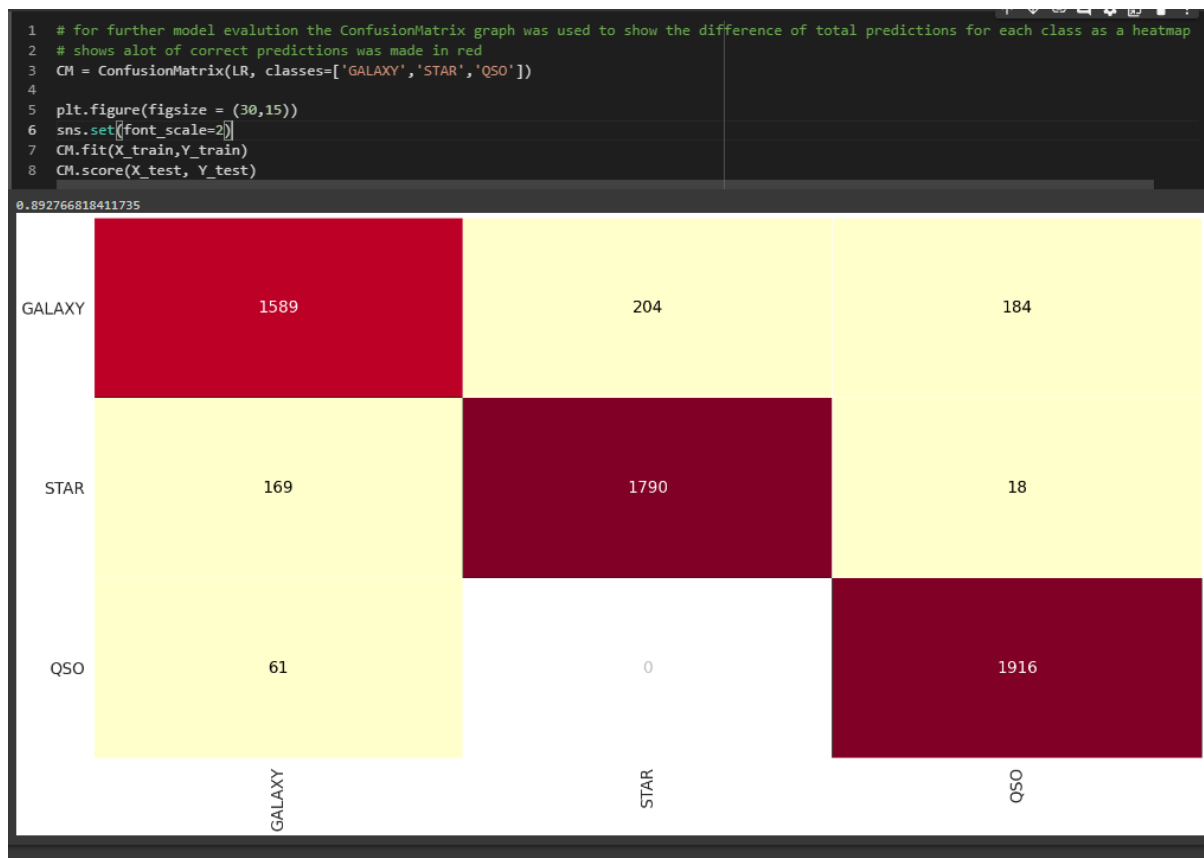 1 # for further model evalution the ConfusionMatrix graph was used to show the difference of total predictions for each class as a heatmap
2 # shows alot of correct predictions was made in red
3 CM = ConfusionMatrix(LR, classes=['GALAXY','STAR','QSO'])
4
5 plt.figure(figsize = (30,15))
6 sns.set(font_scale=2)
7 CM.fit(X_train,Y_train)
8 CM.score(X_test, Y_test)
0.892766818411735
GALAXY 1589 204 184
STAR 169 1790 18
QSO 61 0 1916
GALAXY STAR QSO